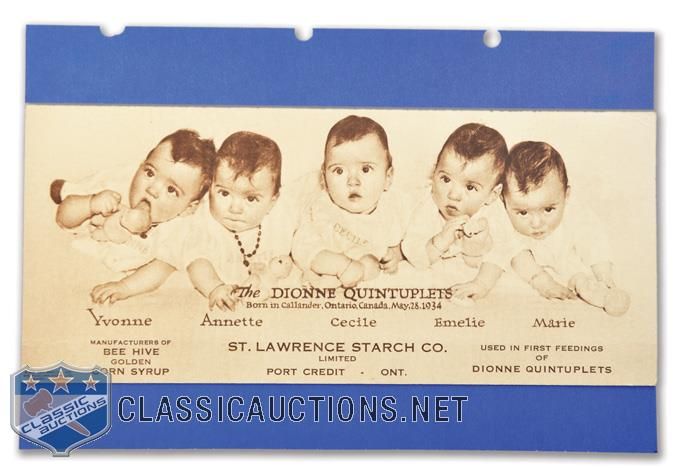 CECILE
The DIONNE QUINTUPLETS
Born in Callander, Ontario, Canada, May, 28, 1934
Yvonne Annette Cecile Emelie Marie
MANUFACTURERS OF
BEE HIVE
GOLDEN
CORN SYRUP
ST. LAWRENCE STARCH CO.
LIMITED
PORT CREDIT - ONT.
USED IN FIRST FEEDINGS
OF
DIONNE QUINTUPLETS
CLASSIC
AUCTIONS
CLASSICAUCTIONS.NET